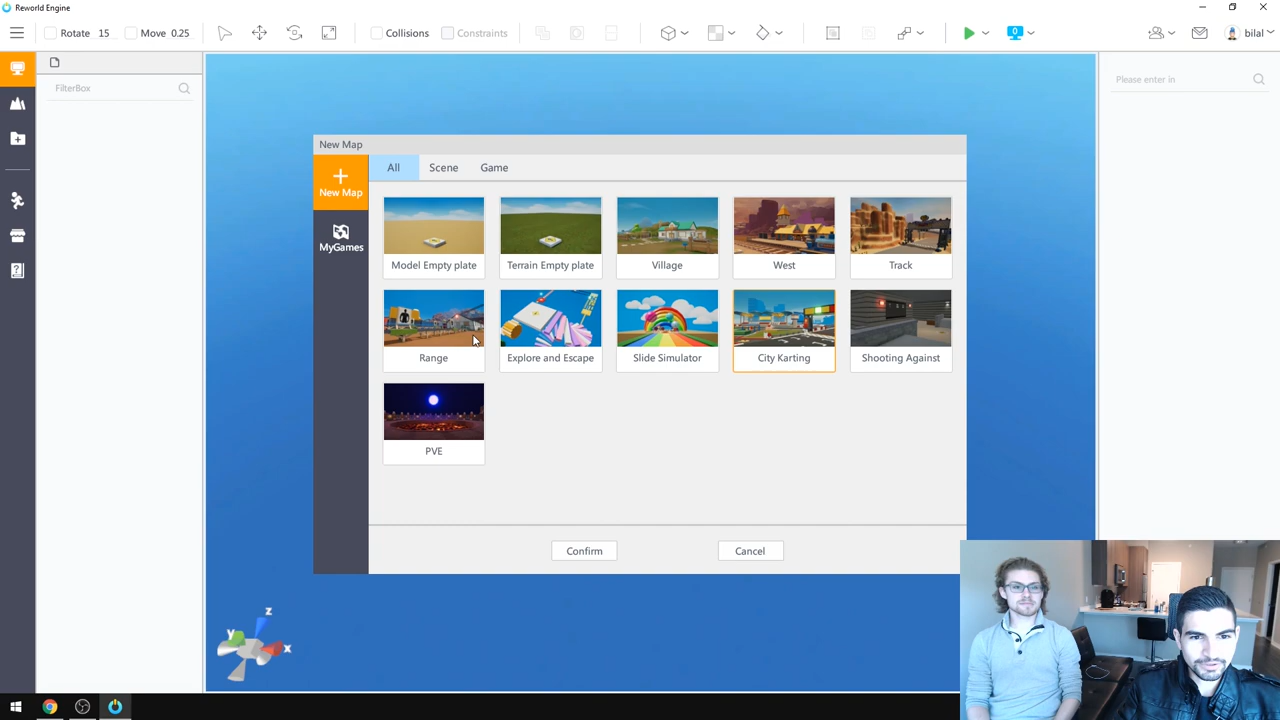 Reworld Engine
Rotate 15 Move 0.25 Collisions Constraints 0 bilal
FilterBox
Please enter in
New Map
New Map
MyGames
All Scene Game
Model Empty plate Terrain Empty plate Village West Track
Range Explore and Escape Slide Simulator City Karting Shooting Against
PVE
Confirm Cancel
z
y
x